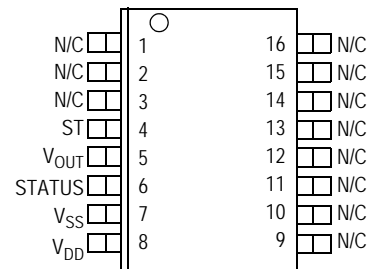 N/C 1 16 N/C
N/C 2 15 N/C
N/C 3 14 N/C
ST 4 13 N/C
VOUT 5 12 N/C
STATUS 6 11 N/C
VSS 7 10 N/C
VDD 8 9 N/C